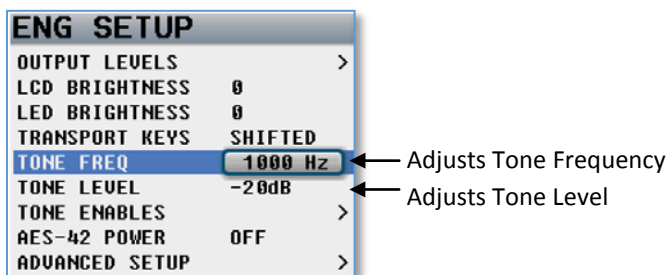 ENG SETUP
OUTPUT LEVELS >
LCD BRIGHTNESS 0
LED BRIGHTNESS 0
TRANSPORT KEYS SHIFTED
TONE FREQ 1000 Hz Adjusts Tone Frequency
TONE LEVEL -20dB Adjusts Tone Level
TONE ENABLES >
AES-42 POWER OFF
ADVANCED SETUP >